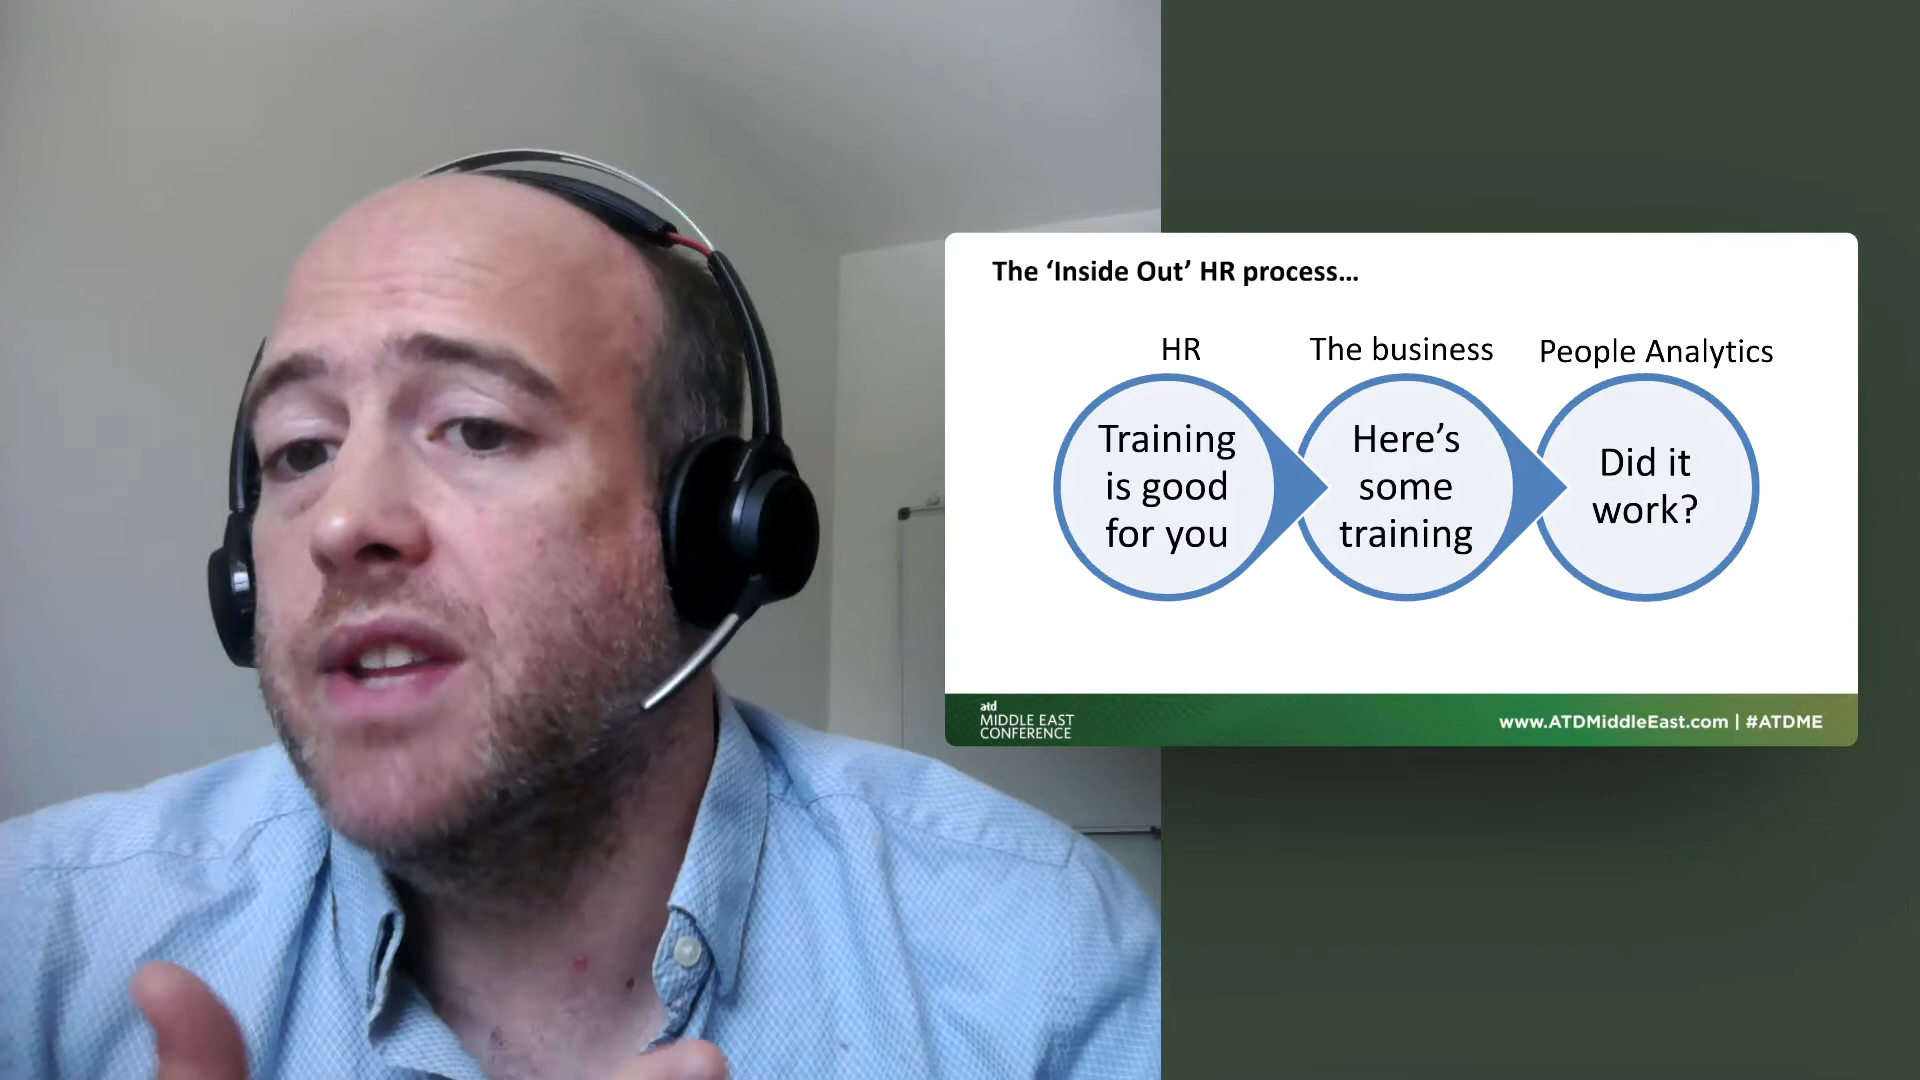 The ‘Inside Out’ HR process...
HR
The business
People Analytics
Training
is good
for you
Here’s
some
training
Did it
work?
atd
MIDDLE EAST
CONFERENCE
www.ATDMiddleEast.com | #ATDME